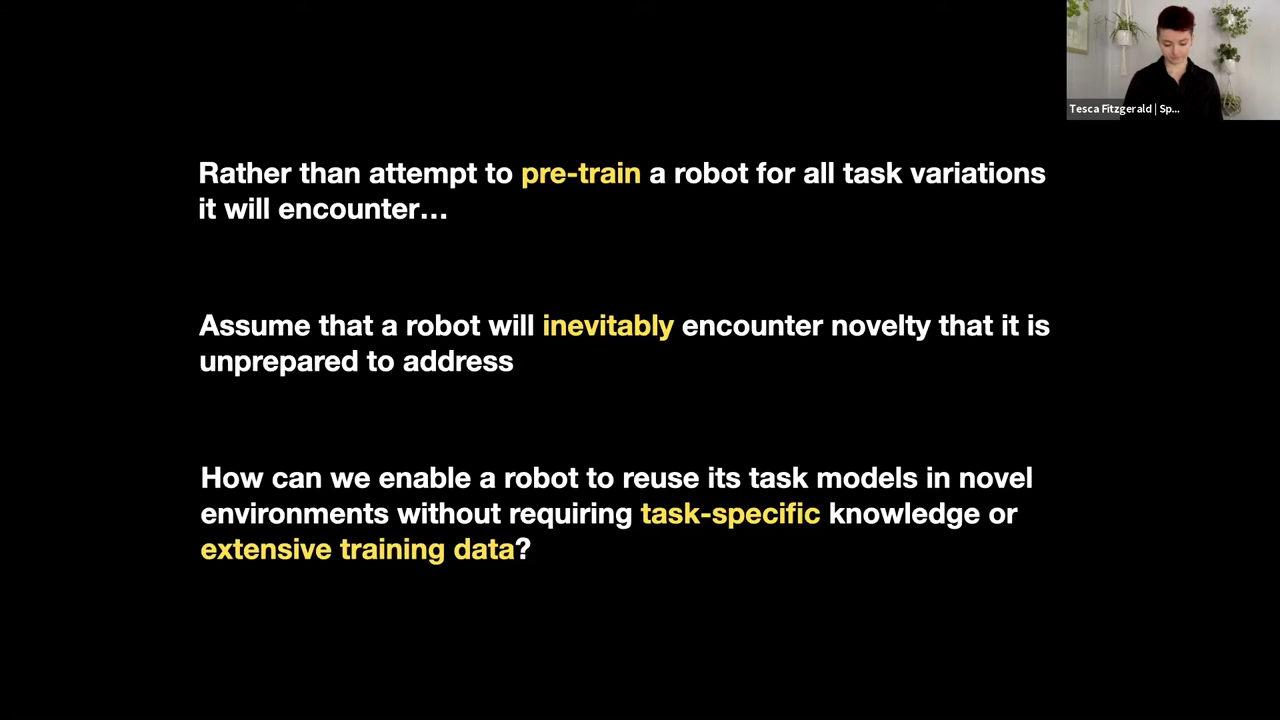 Tesca Fitzgerald | Sp...
Rather than attempt to pre-train a robot for all task variations
it will encounter…
Assume that a robot will inevitably encounter novelty that it is
unprepared to address
How can we enable a robot to reuse its task models in novel
environments without requiring task-specific knowledge or
extensive training data?